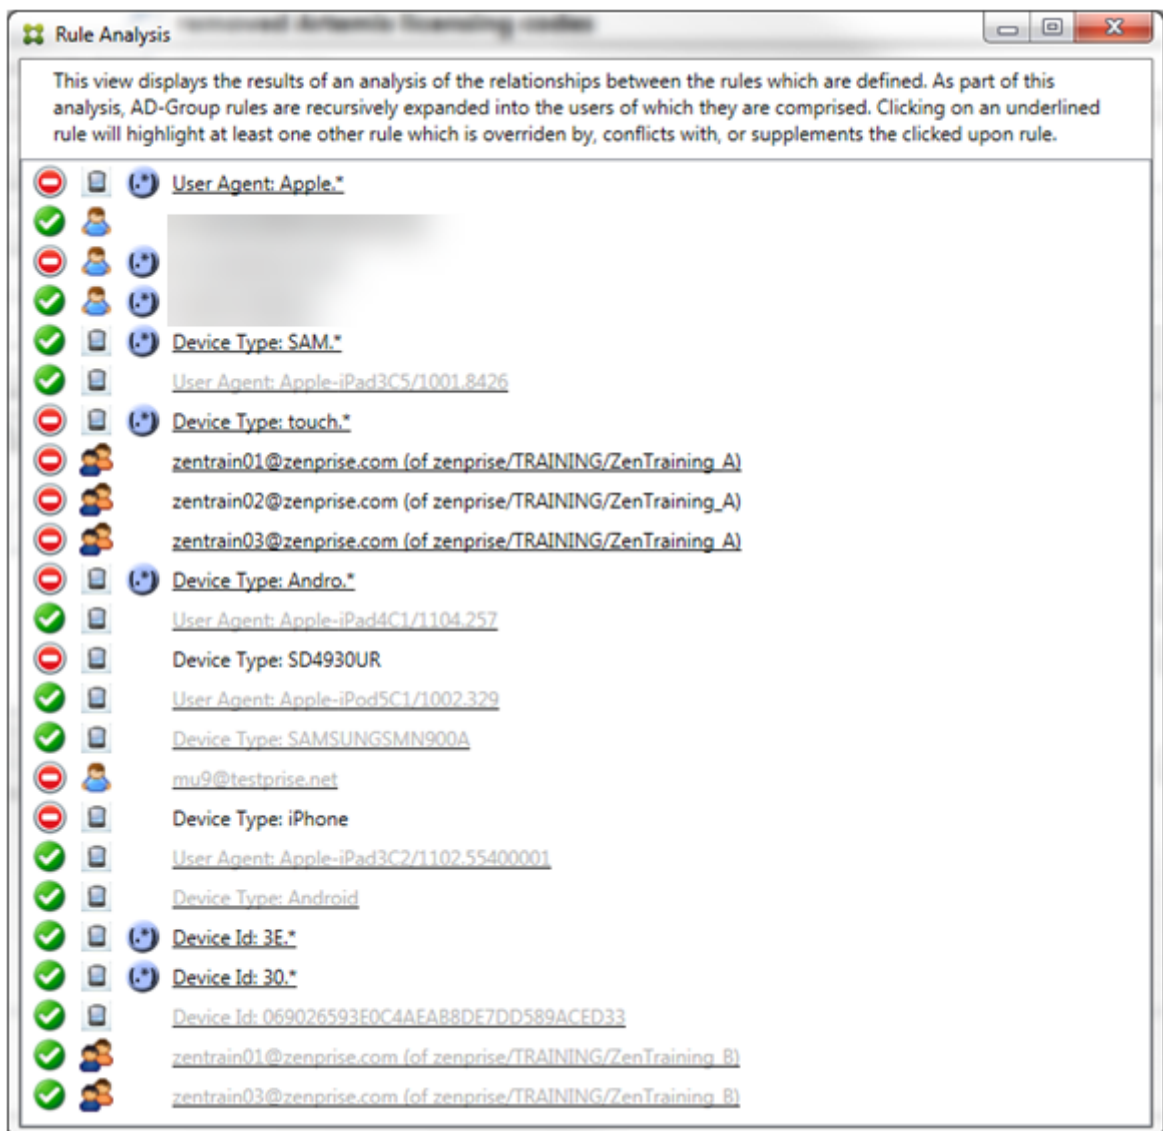 removed Artemis licensing codes
Rule Analysis
This view displays the results of an analysis of the relationships between the rules which are defined. As part of this
analysis, AD-Group rules are recursively expanded into the users of which they are comprised. Clicking on an underlined
rule will highlight at least one other rule which is overriden by, conflicts with, or supplements the clicked upon rule.
(.*) User Agent: Apple.*
(.*)
(.*)
(.*) Device Type: SAM.*
User Agent: Apple-iPad3C5/1001.8426
(.*) Device Type: touch.*
zentrain01@zenprise.com (of zenprise/TRAINING/ZenTraining_A)
zentrain02@zenprise.com (of zenprise/TRAINING/ZenTraining_A)
zentrain03@zenprise.com (of zenprise/TRAINING/ZenTraining_A)
(.*) Device Type: Andro.*
User Agent: Apple-iPad4C1/1104.257
Device Type: SD4930UR
User Agent: Apple-iPod5C1/1002.329
Device Type: SAMSUNGSMN900A
mu9@testprise.net
Device Type: iPhone
User Agent: Apple-iPad3C2/1102.55400001
Device Type: Android
(.*) Device Id: 3E.*
(.*) Device Id: 30.*
Device Id: 069026593E0C4AEAB8DE7DD589ACED33
zentrain01@zenprise.com (of zenprise/TRAINING/ZenTraining_B)
zentrain03@zenprise.com (of zenprise/TRAINING/ZenTraining_B)